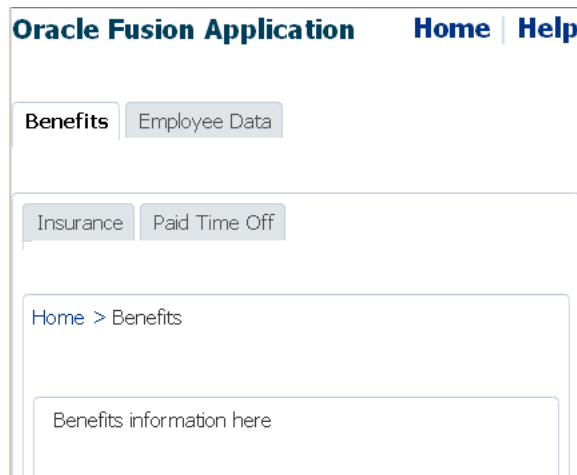 Oracle Fusion Application Home | Help
Benefits Employee Data
Insurance Paid Time Off
Home > Benefits
Benefits information here